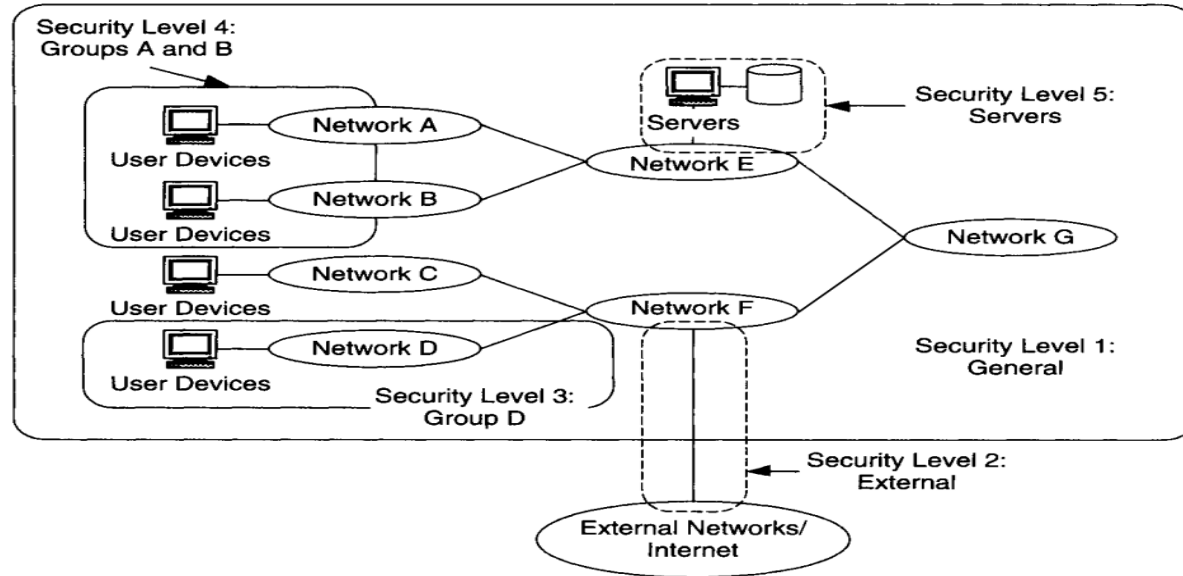 Security Level 4:
Groups A and B
Network A
User Devices
Servers
Security Level 5:
Servers
Network E
Network B
User Devices
Network G
Network C
User Devices
Network F
Network D
User Devices
Security Level 1:
General
Security Level 3:
Group D
Security Level 2:
External
External Networks/
Internet